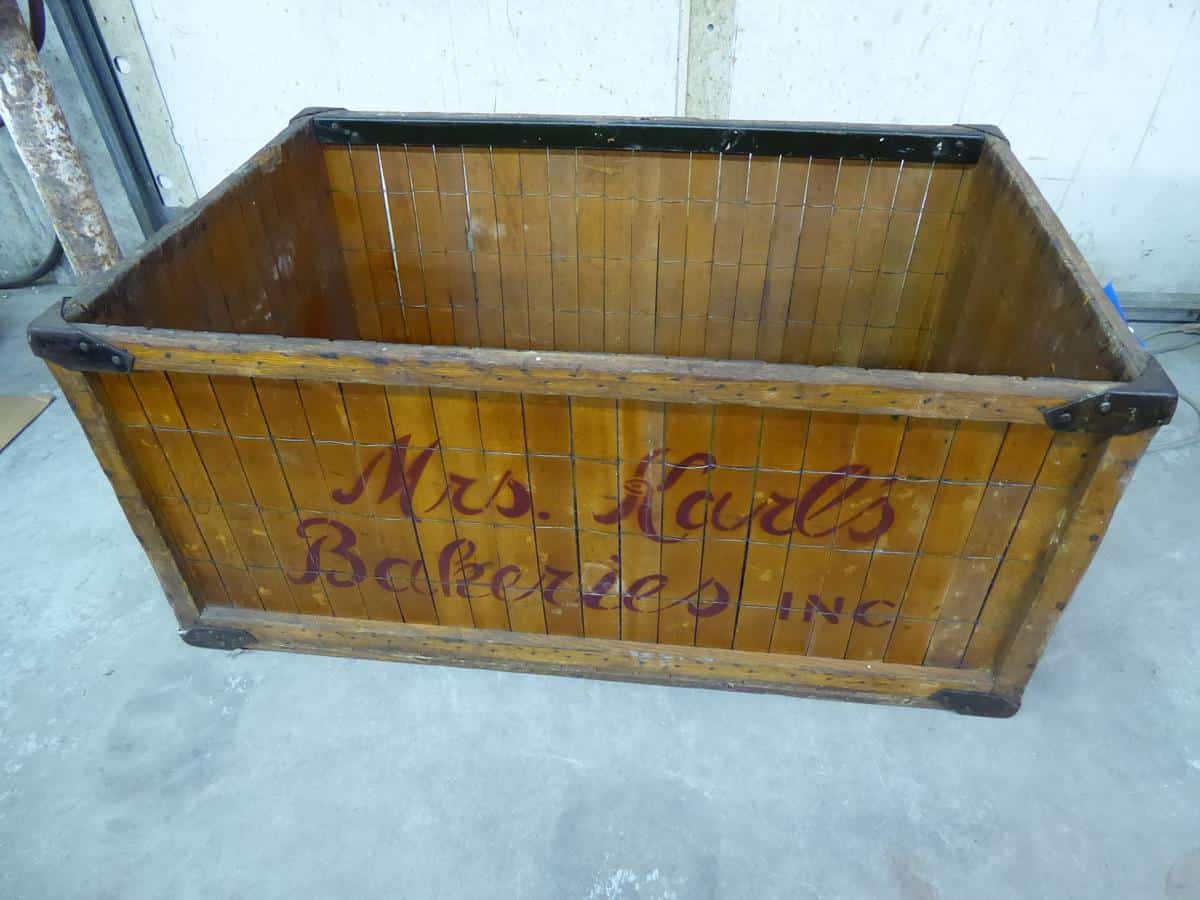 Mrs. Karls
Bakeries INC.